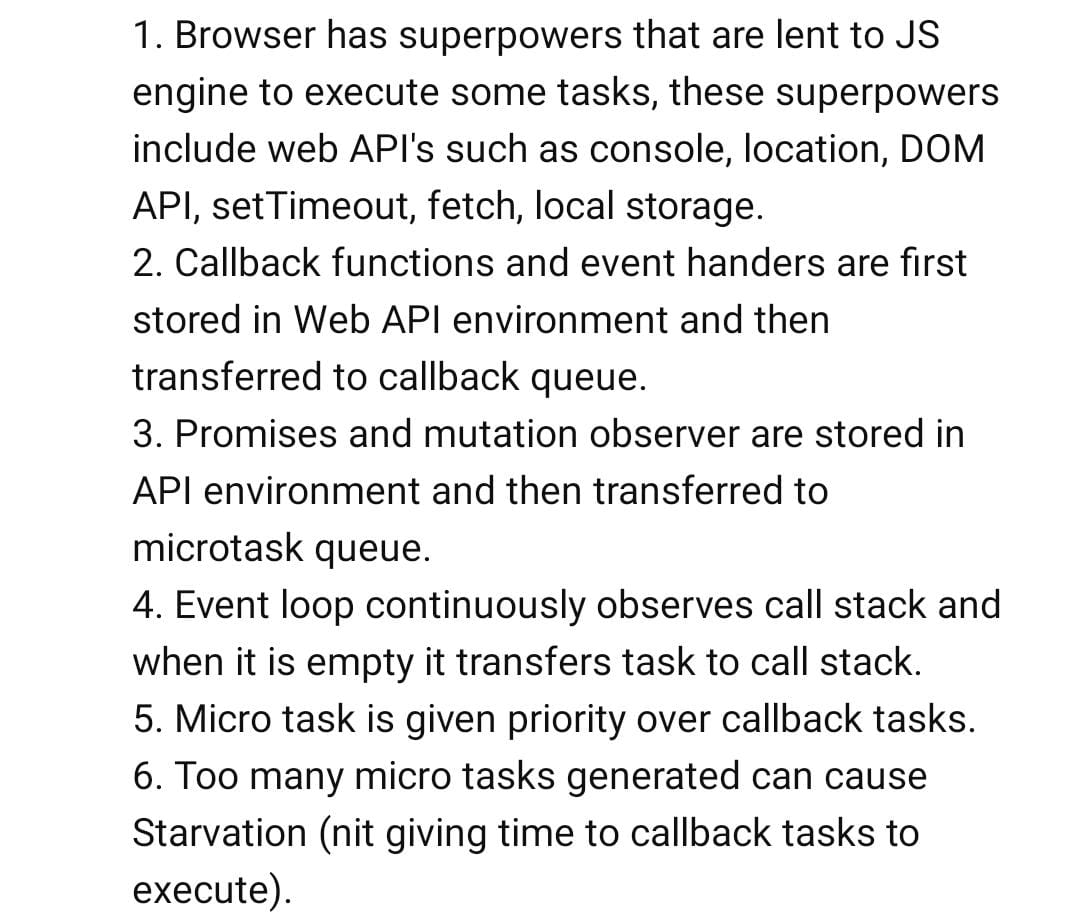 1. Browser has superpowers that are lent to JS
engine to execute some tasks, these superpowers
include web API's such as console, location, DOM
API, setTimeout, fetch, local storage.
2. Callback functions and event handers are first
stored in Web API environment and then
transferred to callback queue.
3. Promises and mutation observer are stored in
API environment and then transferred to
microtask queue.
4. Event loop continuously observes call stack and
when it is empty it transfers task to call stack.
5. Micro task is given priority over callback tasks.
6. Too many micro tasks generated can cause
Starvation (nit giving time to callback tasks to
execute).